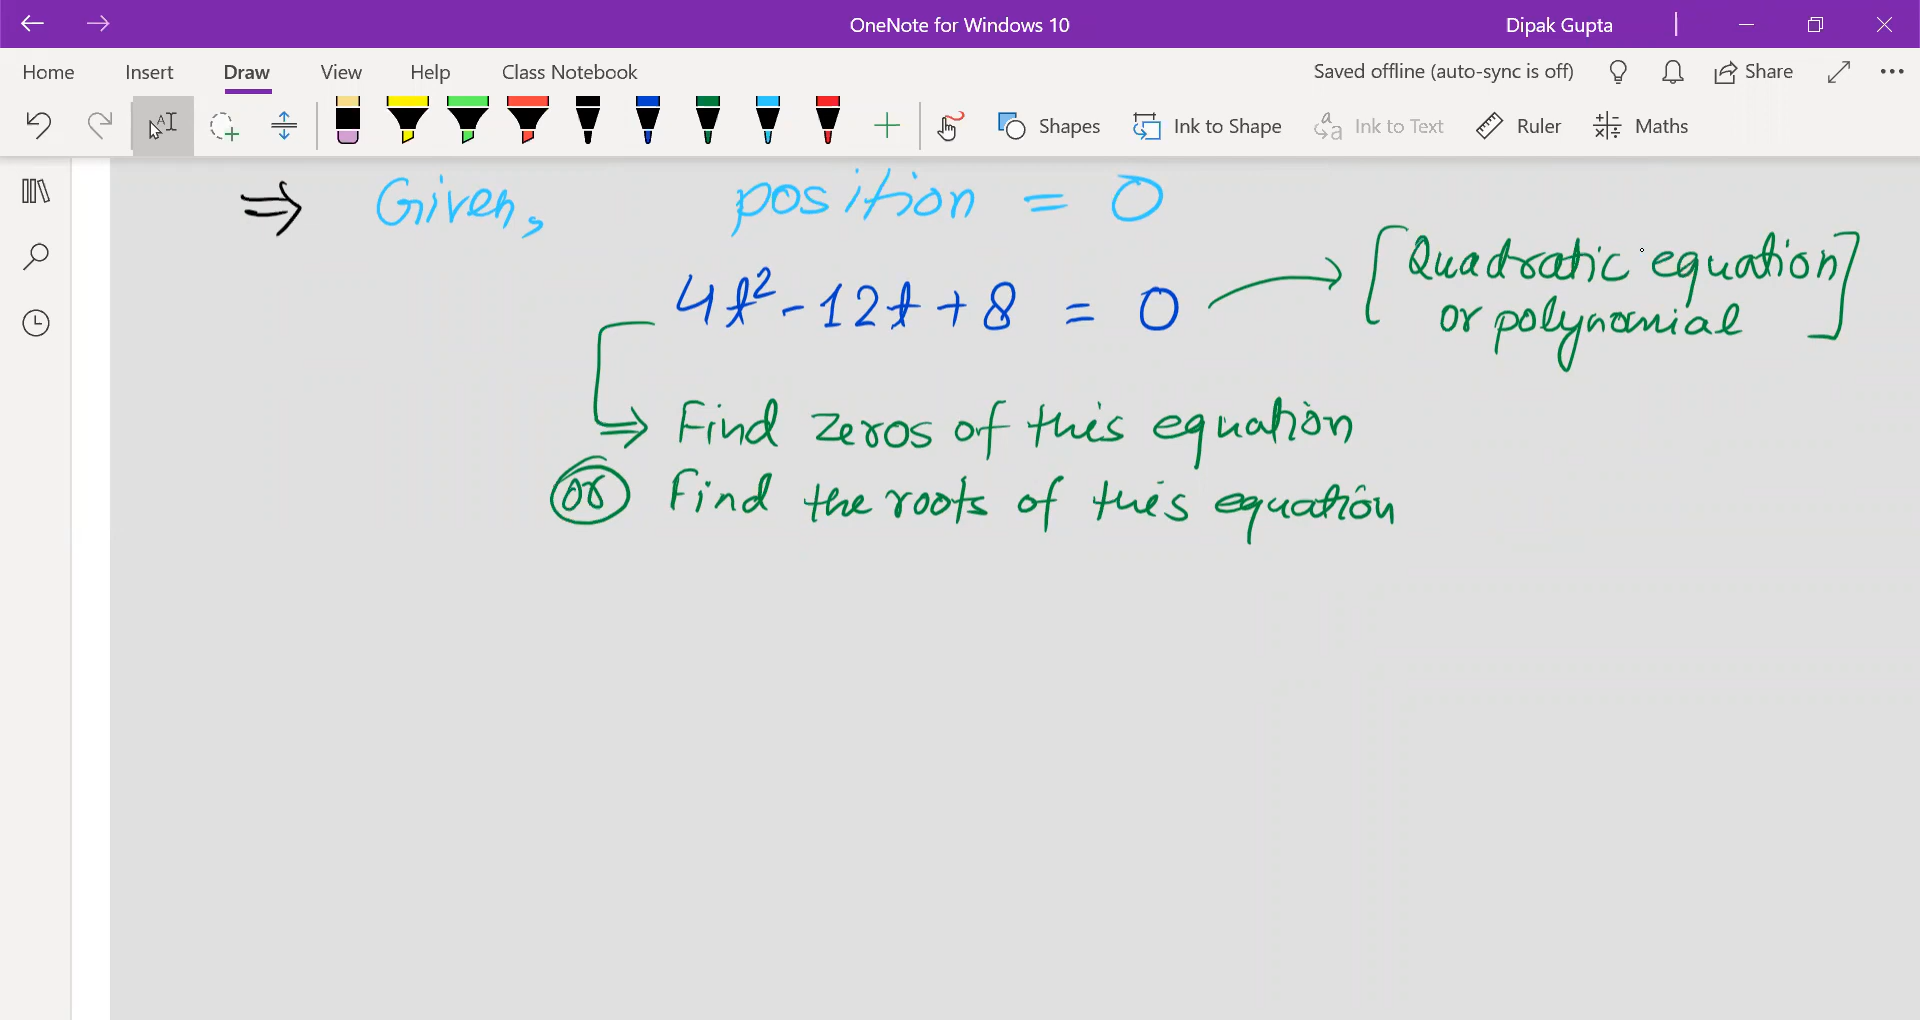 OneNote for Windows 10
Dipak Gupta
Home Insert Draw View Help Class Notebook
Saved offline (auto-sync is off) Share
Shapes Ink to Shape Ink to Text Ruler Maths
⇒ Given, position = 0
4t² - 12t + 8 = 0 → [Quadratic equation
or polynomial]
⇒ Find zeros of this equation
or Find the roots of this equation